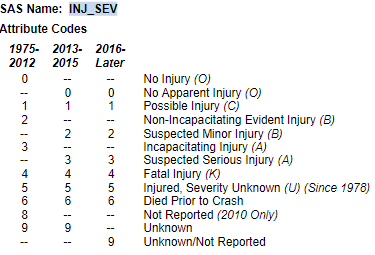 SAS Name: INJ_SEV
Attribute Codes
1975- 2013- 2016-
2012 2015 Later
0 -- -- No Injury (O)
-- 0 0 No Apparent Injury (O)
1 1 1 Possible Injury (C)
2 -- -- Non-Incapacitating Evident Injury (B)
-- 2 2 Suspected Minor Injury (B)
3 -- -- Incapacitating Injury (A)
-- 3 3 Suspected Serious Injury (A)
4 4 4 Fatal Injury (K)
5 5 5 Injured, Severity Unknown (U) (Since 1978)
6 6 6 Died Prior to Crash
8 -- -- Not Reported (2010 Only)
9 9 -- Unknown
-- -- 9 Unknown/Not Reported